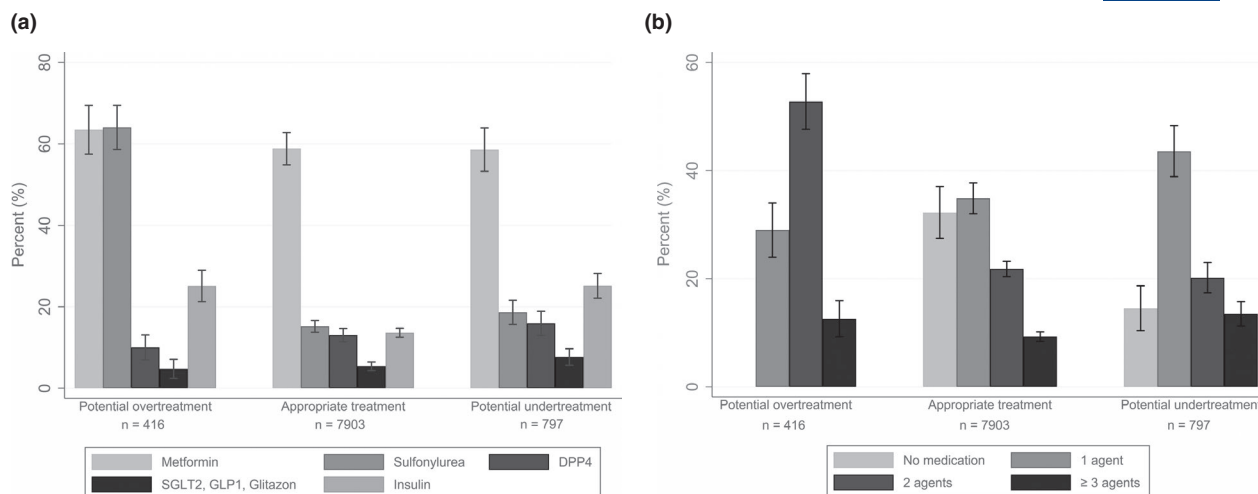 (a)
80
60
40
20
0
Percent (%)
Potential overtreatment
Appropriate treatment
Potential undertreatment
n = 416
n = 7903
n = 797
Metformin
Sulfonylurea
DPP4
SGLT2, GLP1, Glitazon
Insulin
(b)
60
40
20
0
Percent (%)
Potential overtreatment
Appropriate treatment
Potential undertreatment
n = 416
n = 7903
n = 797
No medication
1 agent
2 agents
≥ 3 agents